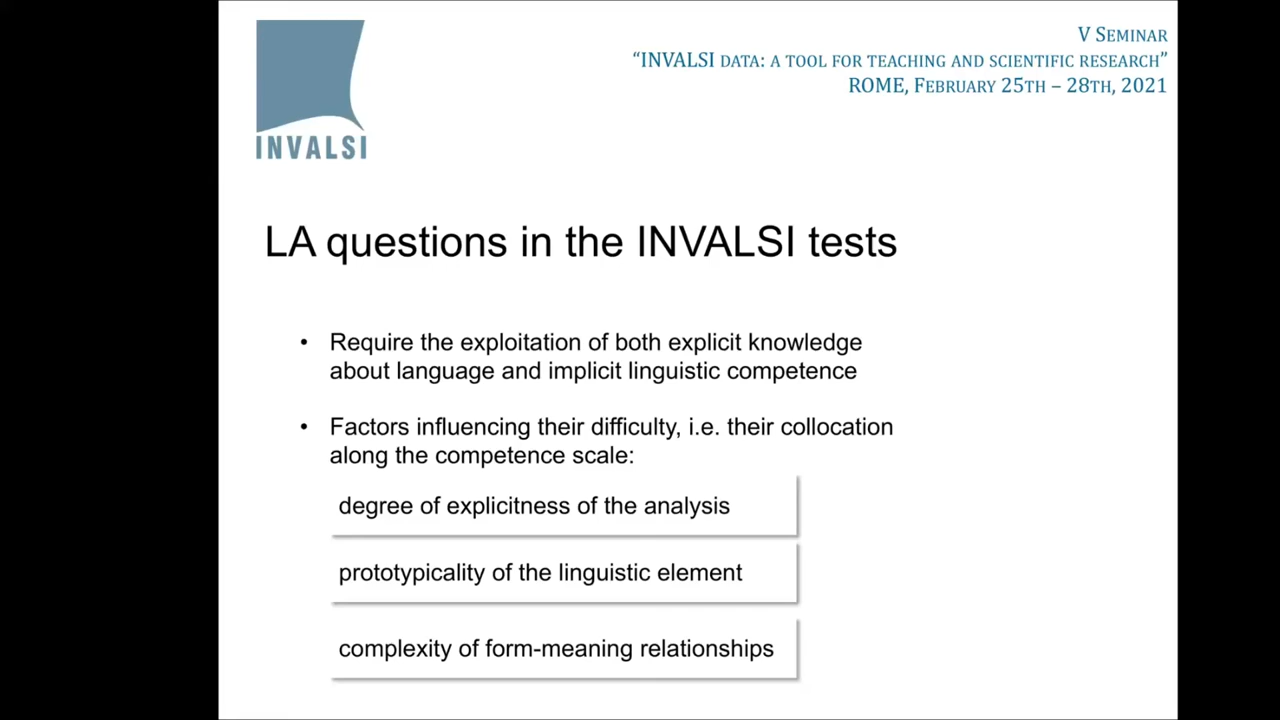 V SEMINAR
“INVALSI DATA: A TOOL FOR TEACHING AND SCIENTIFIC RESEARCH”
ROME, FEBRUARY 25TH – 28TH, 2021
INVALSI
LA questions in the INVALSI tests
• Require the exploitation of both explicit knowledge
about language and implicit linguistic competence
• Factors influencing their difficulty, i.e. their collocation
along the competence scale:
degree of explicitness of the analysis
prototypicality of the linguistic element
complexity of form-meaning relationships